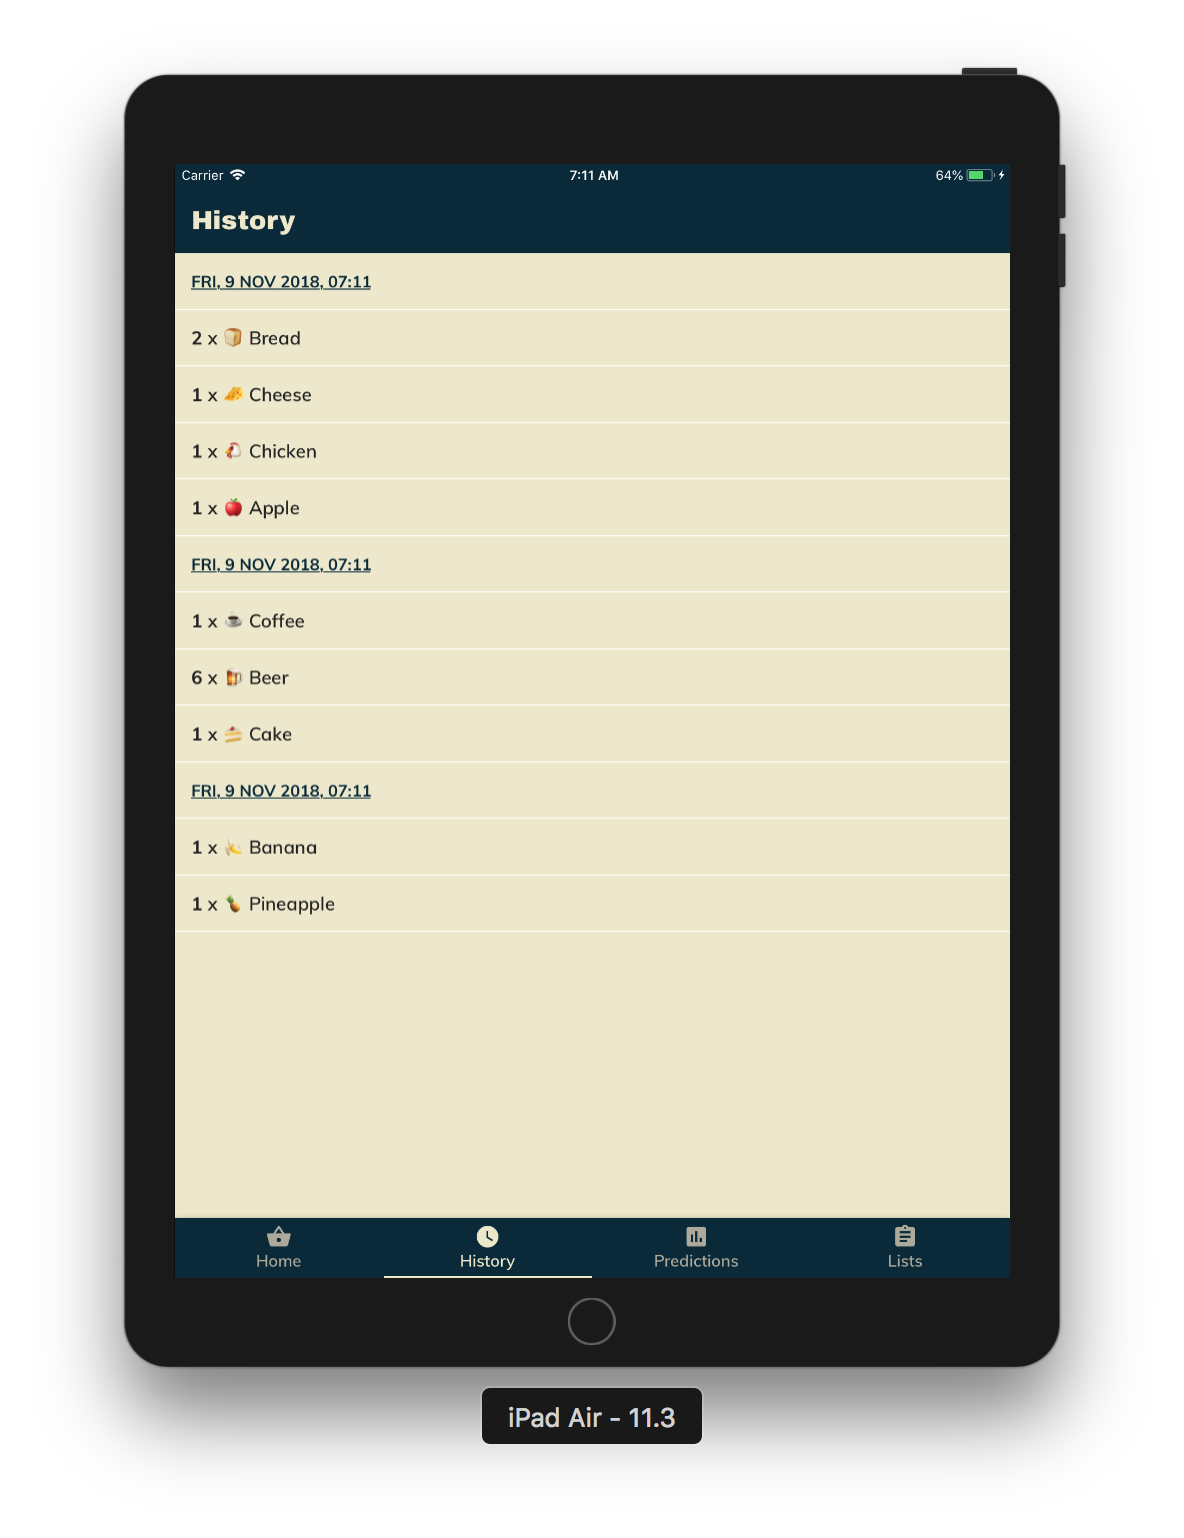 Carrier 7:11 AM 64%
History
FRI, 9 NOV 2018, 07:11
2 x 🍞 Bread
1 x 🧀 Cheese
1 x 🐔 Chicken
1 x 🍎 Apple
FRI, 9 NOV 2018, 07:11
1 x ☕ Coffee
6 x 🍺 Beer
1 x 🍰 Cake
FRI, 9 NOV 2018, 07:11
1 x 🍌 Banana
1 x 🍍 Pineapple
Home History Predictions Lists
iPad Air - 11.3